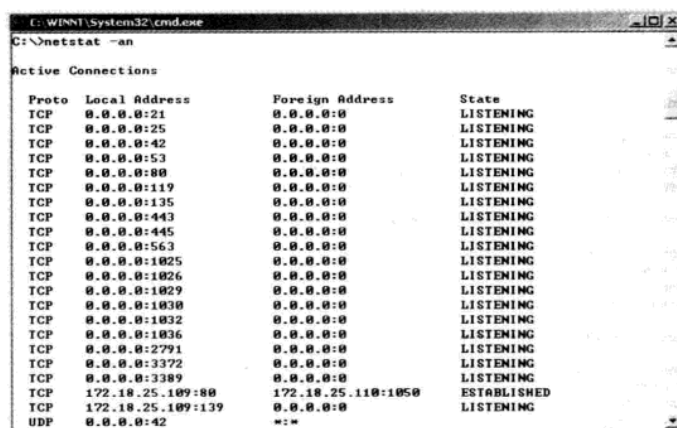 C:\WINNT\System32\cmd.exe
C:\>netstat -an
Active Connections
Proto Local Address Foreign Address State
TCP 0.0.0.0:21 0.0.0.0:0 LISTENING
TCP 0.0.0.0:25 0.0.0.0:0 LISTENING
TCP 0.0.0.0:42 0.0.0.0:0 LISTENING
TCP 0.0.0.0:53 0.0.0.0:0 LISTENING
TCP 0.0.0.0:80 0.0.0.0:0 LISTENING
TCP 0.0.0.0:119 0.0.0.0:0 LISTENING
TCP 0.0.0.0:135 0.0.0.0:0 LISTENING
TCP 0.0.0.0:443 0.0.0.0:0 LISTENING
TCP 0.0.0.0:445 0.0.0.0:0 LISTENING
TCP 0.0.0.0:563 0.0.0.0:0 LISTENING
TCP 0.0.0.0:1025 0.0.0.0:0 LISTENING
TCP 0.0.0.0:1026 0.0.0.0:0 LISTENING
TCP 0.0.0.0:1029 0.0.0.0:0 LISTENING
TCP 0.0.0.0:1030 0.0.0.0:0 LISTENING
TCP 0.0.0.0:1032 0.0.0.0:0 LISTENING
TCP 0.0.0.0:1036 0.0.0.0:0 LISTENING
TCP 0.0.0.0:2791 0.0.0.0:0 LISTENING
TCP 0.0.0.0:3372 0.0.0.0:0 LISTENING
TCP 0.0.0.0:3389 0.0.0.0:0 LISTENING
TCP 172.18.25.109:80 172.18.25.110:1050 ESTABLISHED
TCP 172.18.25.109:139 0.0.0.0:0 LISTENING
UDP 0.0.0.0:42 *:*